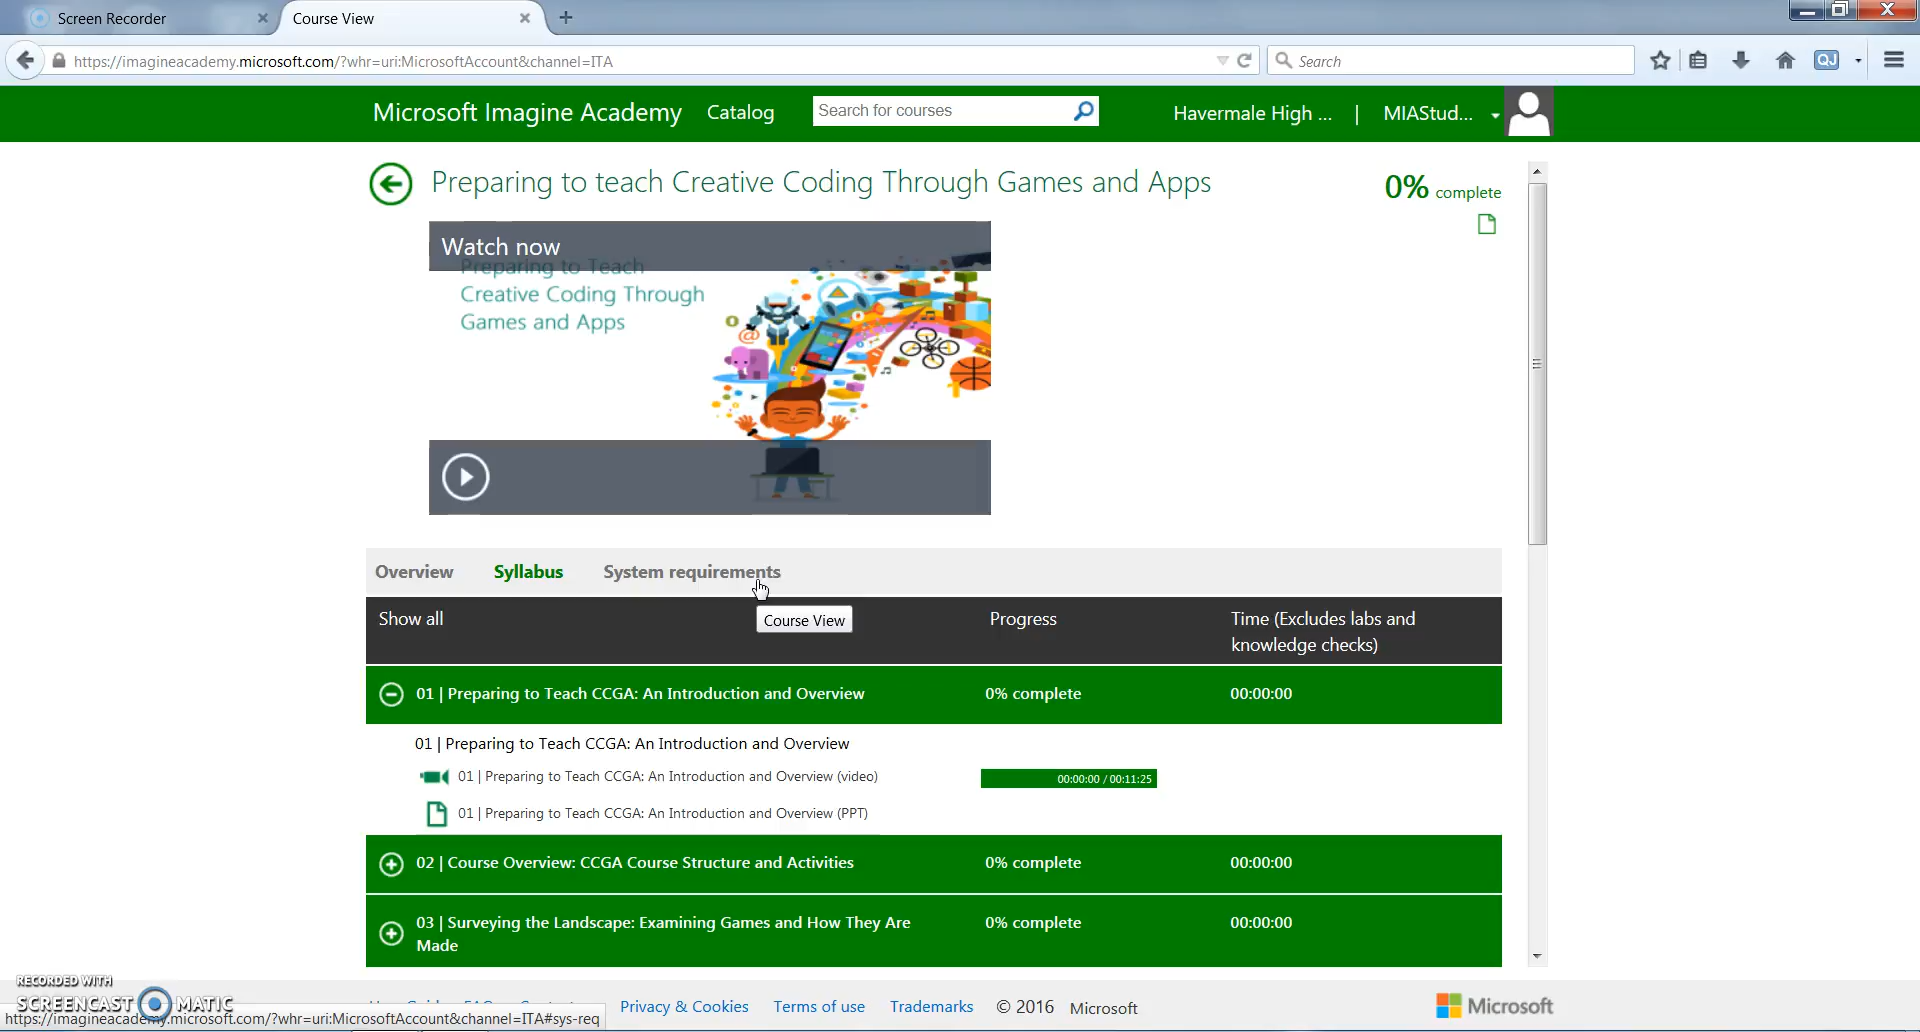 Screen Recorder
Course View
https://imagineacademy.microsoft.com/?whr=uri:MicrosoftAccount&channel=ITA
Search
QJ
Microsoft Imagine Academy
Catalog
Search for courses
Havermale High ...
|
MIAStud...
Preparing to teach Creative Coding Through Games and Apps
0% complete
Watch now
Preparing to Teach
Creative Coding Through
Games and Apps
Overview
Syllabus
System requirements
Course View
Show all
Progress
Time (Excludes labs and
knowledge checks)
01 | Preparing to Teach CCGA: An Introduction and Overview
0% complete
00:00:00
01 | Preparing to Teach CCGA: An Introduction and Overview
01 | Preparing to Teach CCGA: An Introduction and Overview (video)
00:00:00 / 00:11:25
01 | Preparing to Teach CCGA: An Introduction and Overview (PPT)
02 | Course Overview: CCGA Course Structure and Activities
0% complete
00:00:00
03 | Surveying the Landscape: Examining Games and How They Are
Made
0% complete
00:00:00
RECORDED WITH
SCREENCAST MATIC
Privacy & Cookies
Terms of use
Trademarks
© 2016
Microsoft
Microsoft
https://imagineacademy.microsoft.com/?whr=uri:MicrosoftAccount&channel=ITA#sys-req